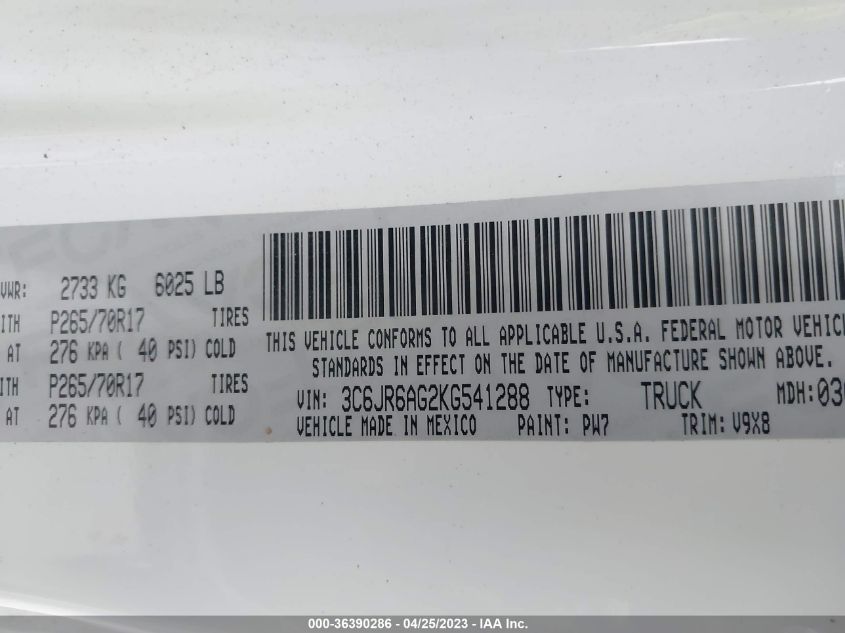 VWR: 2733 KG 6025 LB
ITH P265/70R17 TIRES
AT 276 KPA ( 40 PSI) COLD
ITH P265/70R17 TIRES
AT 276 KPA ( 40 PSI) COLD
THIS VEHICLE CONFORMS TO ALL APPLICABLE U.S.A. FEDERAL MOTOR VEHICL
STANDARDS IN EFFECT ON THE DATE OF MANUFACTURE SHOWN ABOVE.
VIN: 3C6JR6AG2KG541288 TYPE: TRUCK MDH: 030
VEHICLE MADE IN MEXICO PAINT: PW7 TRIM: V9X8
000-36390286 - 04/25/2023 - IAA Inc.